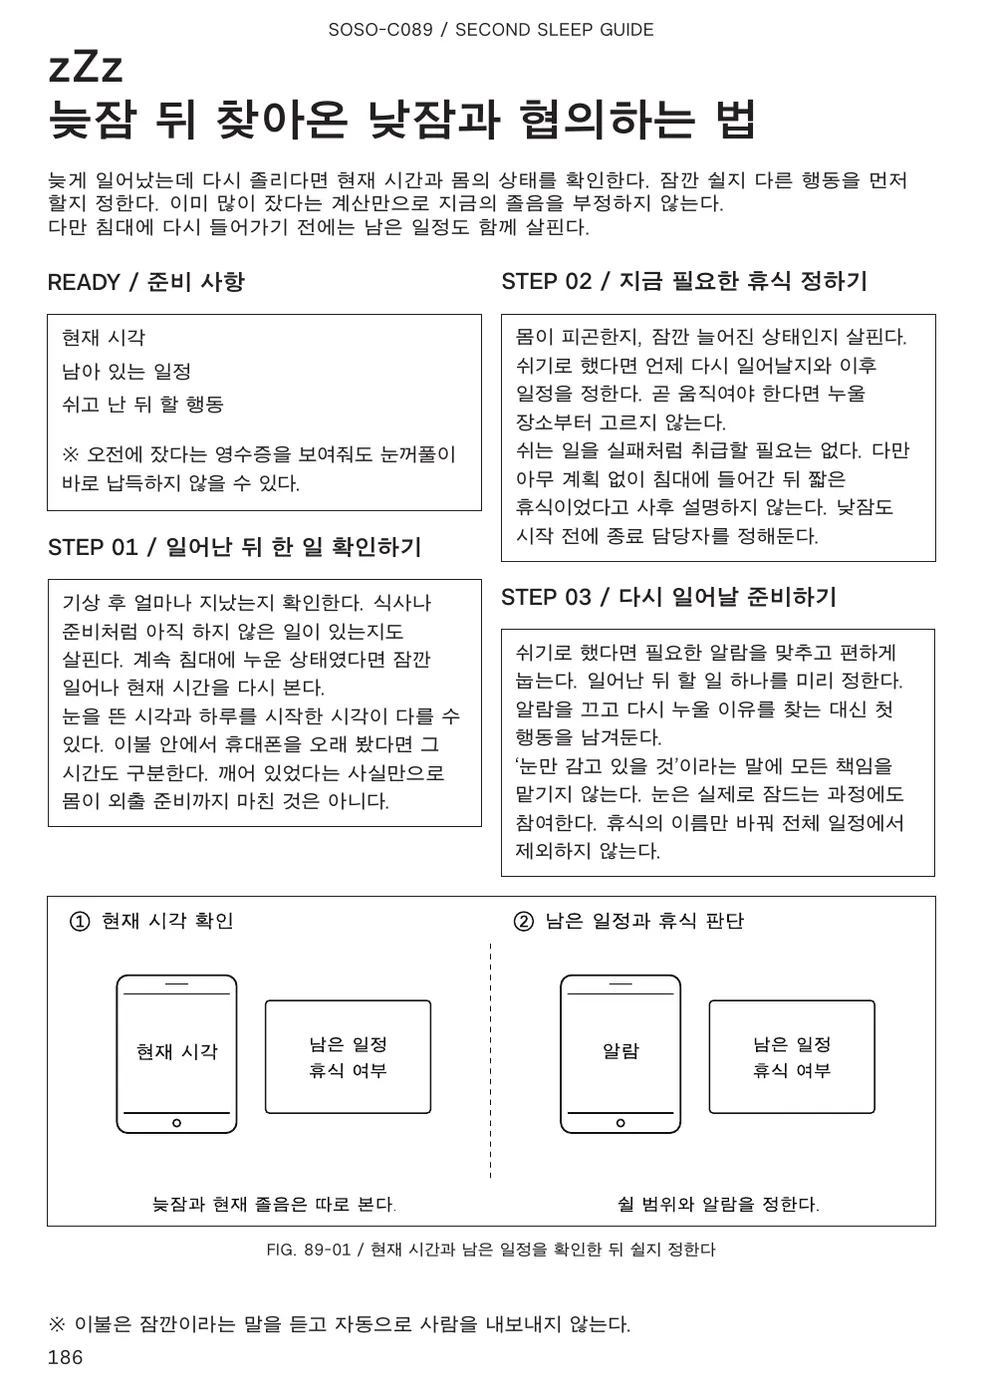 SOSO-C089 / SECOND SLEEP GUIDE
zZz
늦잠 뒤 찾아온 낮잠과 협의하는 법
늦게 일어났는데 다시 졸리다면 현재 시간과 몸의 상태를 확인한다. 잠깐 쉴지 다른 행동을 먼저
할지 정한다. 이미 많이 잤다는 계산만으로 지금의 졸음을 부정하지 않는다.
다만 침대에 다시 들어가기 전에는 남은 일정도 함께 살핀다.
READY / 준비 사항
현재 시각
남아 있는 일정
쉬고 난 뒤 할 행동
※ 오전에 잤다는 영수증을 보여줘도 눈꺼풀이
바로 납득하지 않을 수 있다.
STEP 01 / 일어난 뒤 한 일 확인하기
기상 후 얼마나 지났는지 확인한다. 식사나
준비처럼 아직 하지 않은 일이 있는지도
살핀다. 계속 침대에 누운 상태였다면 잠깐
일어나 현재 시간을 다시 본다.
눈을 뜬 시각과 하루를 시작한 시각이 다를 수
있다. 이불 안에서 휴대폰을 오래 봤다면 그
시간도 구분한다. 깨어 있었다는 사실만으로
몸이 외출 준비까지 마친 것은 아니다.
STEP 02 / 지금 필요한 휴식 정하기
몸이 피곤한지, 잠깐 늘어진 상태인지 살핀다.
쉬기로 했다면 언제 다시 일어날지와 이후
일정을 정한다. 곧 움직여야 한다면 누울
장소부터 고르지 않는다.
쉬는 일을 실패처럼 취급할 필요는 없다. 다만
아무 계획 없이 침대에 들어간 뒤 짧은
휴식이었다고 사후 설명하지 않는다. 낮잠도
시작 전에 종료 담당자를 정해둔다.
STEP 03 / 다시 일어날 준비하기
쉬기로 했다면 필요한 알람을 맞추고 편하게
눕는다. 일어난 뒤 할 일 하나를 미리 정한다.
알람을 끄고 다시 누울 이유를 찾는 대신 첫
행동을 남겨둔다.
‘눈만 감고 있을 것’이라는 말에 모든 책임을
맡기지 않는다. 눈은 실제로 잠드는 과정에도
참여한다. 휴식의 이름만 바꿔 전체 일정에서
제외하지 않는다.
① 현재 시각 확인
현재 시각
남은 일정
휴식 여부
늦잠과 현재 졸음은 따로 본다.
② 남은 일정과 휴식 판단
알람
남은 일정
휴식 여부
쉴 범위와 알람을 정한다.
FIG. 89-01 / 현재 시간과 남은 일정을 확인한 뒤 쉴지 정한다
※ 이불은 잠깐이라는 말을 듣고 자동으로 사람을 내보내지 않는다.
186